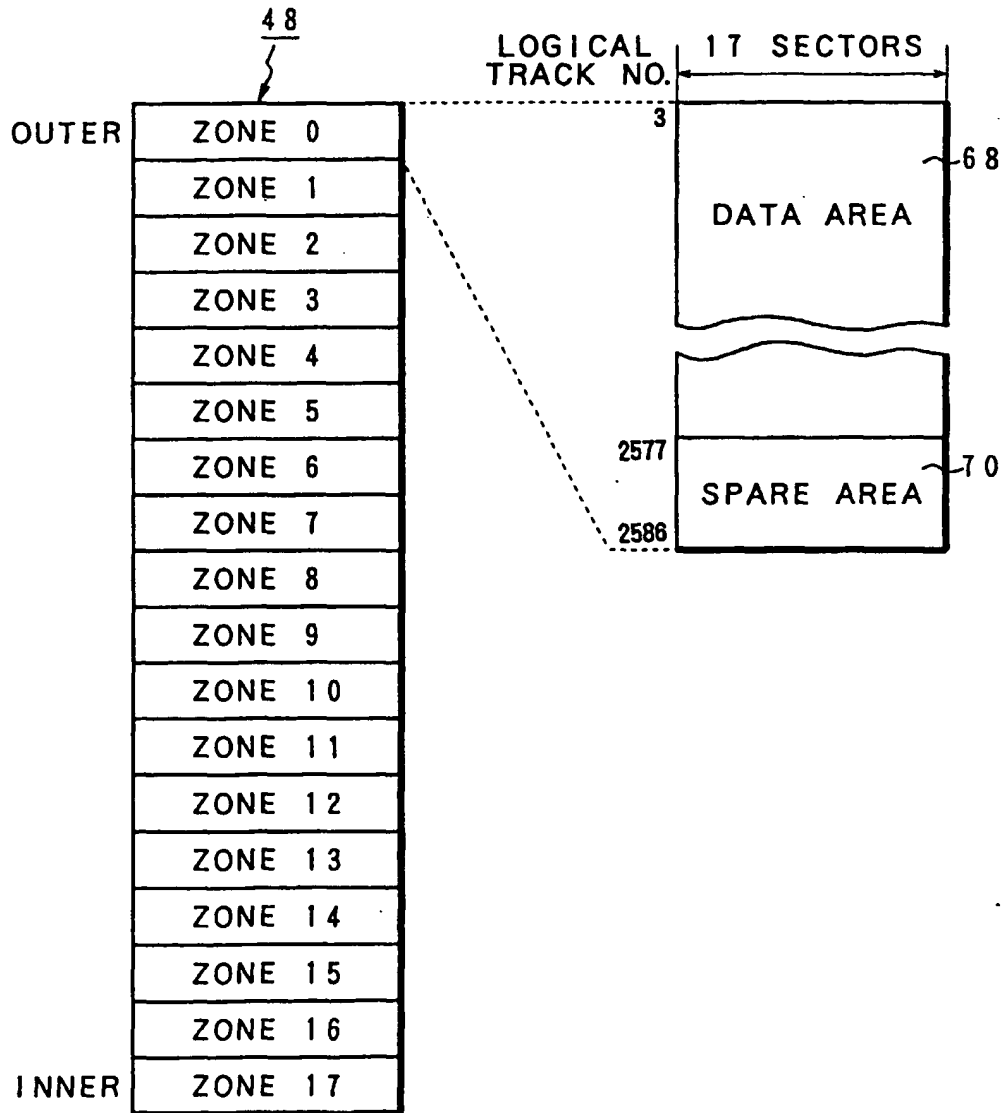 48
OUTER
ZONE 0
ZONE 1
ZONE 2
ZONE 3
ZONE 4
ZONE 5
ZONE 6
ZONE 7
ZONE 8
ZONE 9
ZONE 10
ZONE 11
ZONE 12
ZONE 13
ZONE 14
ZONE 15
ZONE 16
INNER
ZONE 17
LOGICAL
TRACK NO.
17 SECTORS
3
68
DATA AREA
2577
70
SPARE AREA
2586